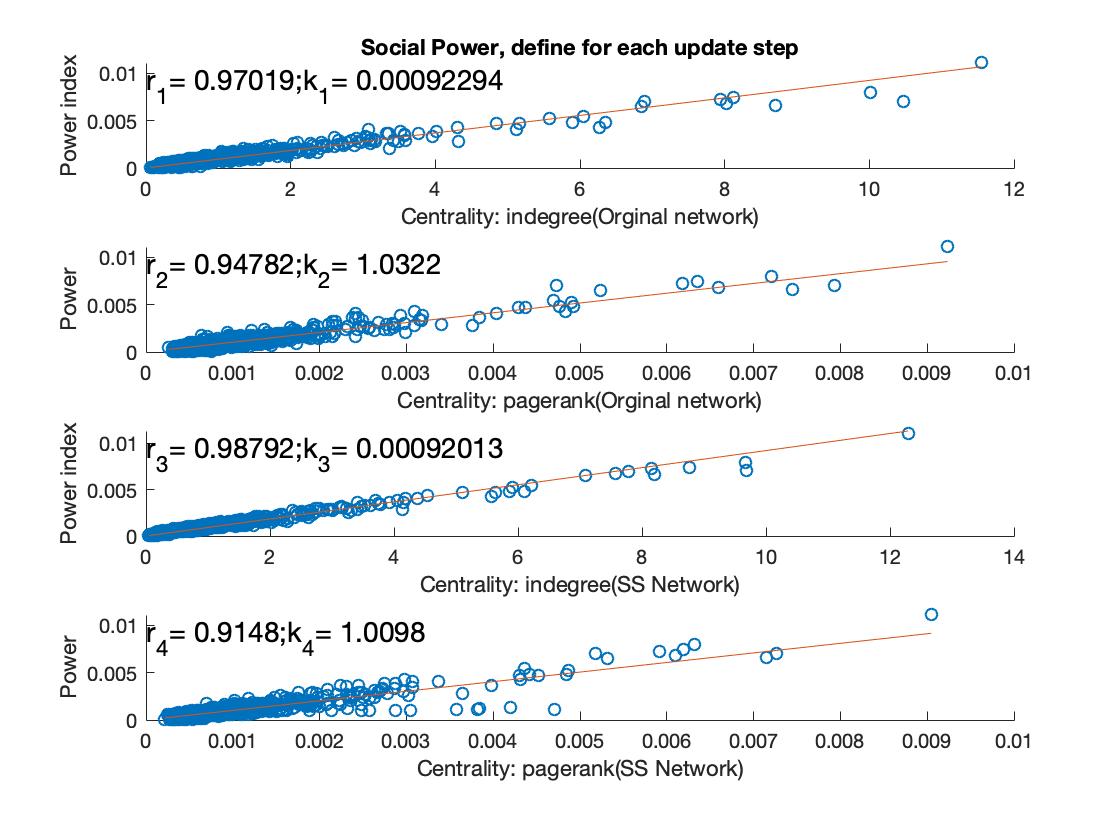 Social Power, define for each update step
Power index
0.01
0.005
0
r1= 0.97019;k1= 0.00092294
0 2 4 6 8 10 12
Centrality: indegree(Orginal network)
Power
0.01
0.005
0
r2= 0.94782;k2= 1.0322
0 0.001 0.002 0.003 0.004 0.005 0.006 0.007 0.008 0.009 0.01
Centrality: pagerank(Orginal network)
Power index
0.01
0.005
0
r3= 0.98792;k3= 0.00092013
0 2 4 6 8 10 12 14
Centrality: indegree(SS Network)
Power
0.01
0.005
0
r4= 0.9148;k4= 1.0098
0 0.001 0.002 0.003 0.004 0.005 0.006 0.007 0.008 0.009 0.01
Centrality: pagerank(SS Network)